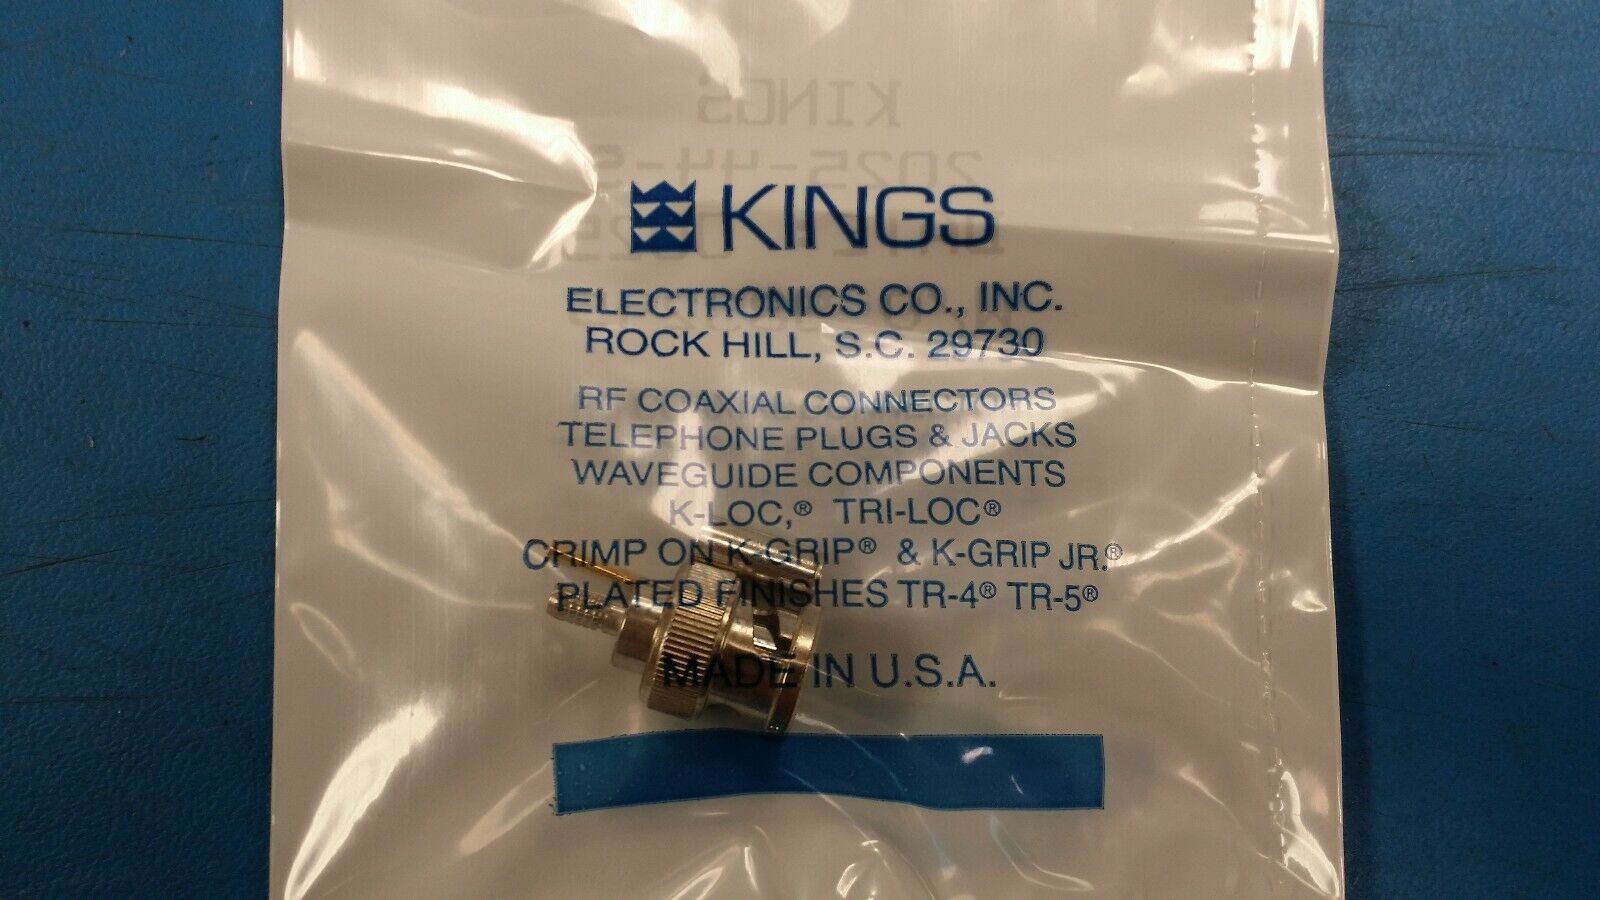 KINGS
KINGS
ELECTRONICS CO., INC.
ROCK HILL, S.C. 29730
RF COAXIAL CONNECTORS
TELEPHONE PLUGS & JACKS
WAVEGUIDE COMPONENTS
K-LOC,® TRI-LOC®
CRIMP ON K-GRIP® & K-GRIP JR.®
PLATED FINISHES TR-4® TR-5®
MADE IN U.S.A.